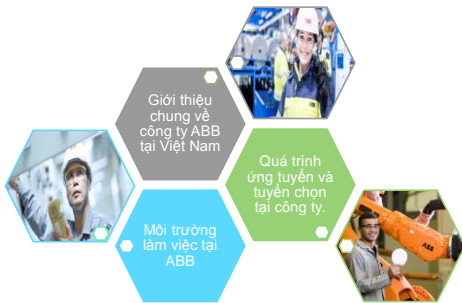 Giới thiệu
chung về
công ty ABB
tại Việt Nam
Quá trình
ứng tuyển và
tuyển chọn
tại công ty.
Môi trường
làm việc tại
ABB
ABB